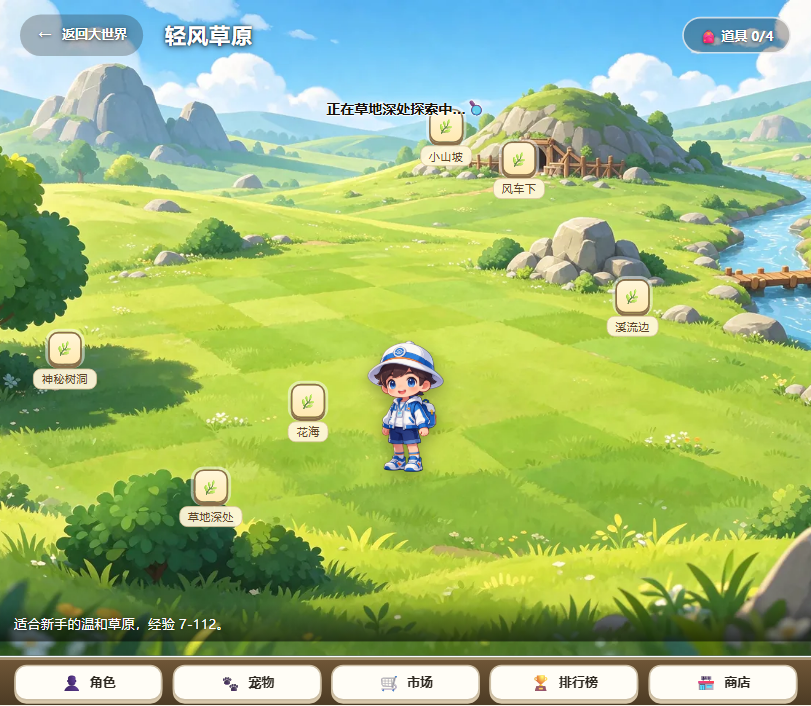 ← 返回大世界
轻风草原
道具 0/4
正在草地深处探索中...
小山坡
风车下
溪流边
神秘树洞
花海
草地深处
适合新手的温和草原，经验 7-112。
角色
宠物
市场
排行榜
商店